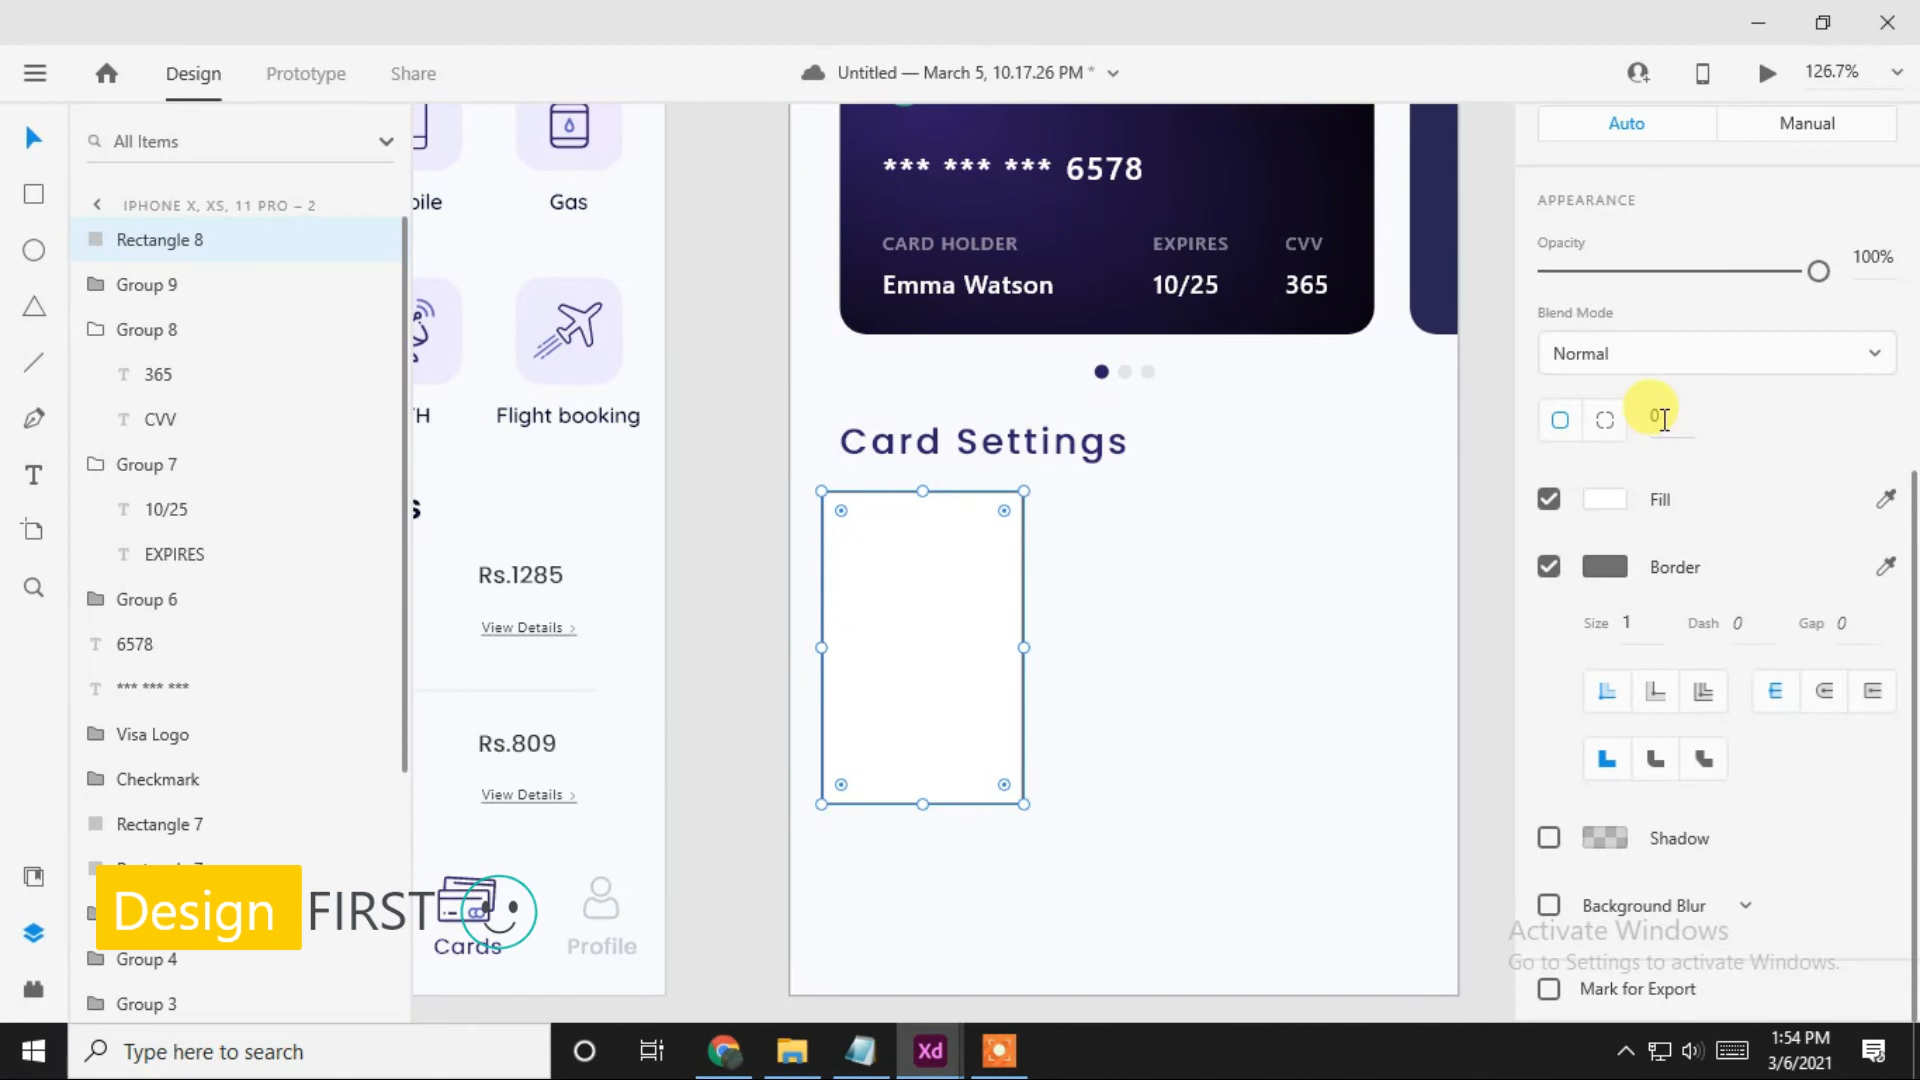 Design Prototype Share
Untitled — March 5, 10.17.26 PM *
126.7%
All Items
IPHONE X, XS, 11 PRO – 2
Rectangle 8
Group 9
Group 8
365
CVV
Group 7
10/25
EXPIRES
Group 6
6578
*** *** ***
Visa Logo
Checkmark
Rectangle 7
Group 4
Group 3
Design FIRST
Gas
Flight booking
Rs.1285
View Details >
Rs.809
View Details >
Cards
Profile
*** *** *** 6578
CARD HOLDER EXPIRES CVV
Emma Watson 10/25 365
Card Settings
Auto Manual
APPEARANCE
Opacity
100%
Blend Mode
Normal
0
Fill
Border
Size 1 Dash 0 Gap 0
Shadow
Background Blur
Activate Windows
Go to Settings to activate Windows.
Mark for Export
Type here to search
Xd
1:54 PM
3/6/2021